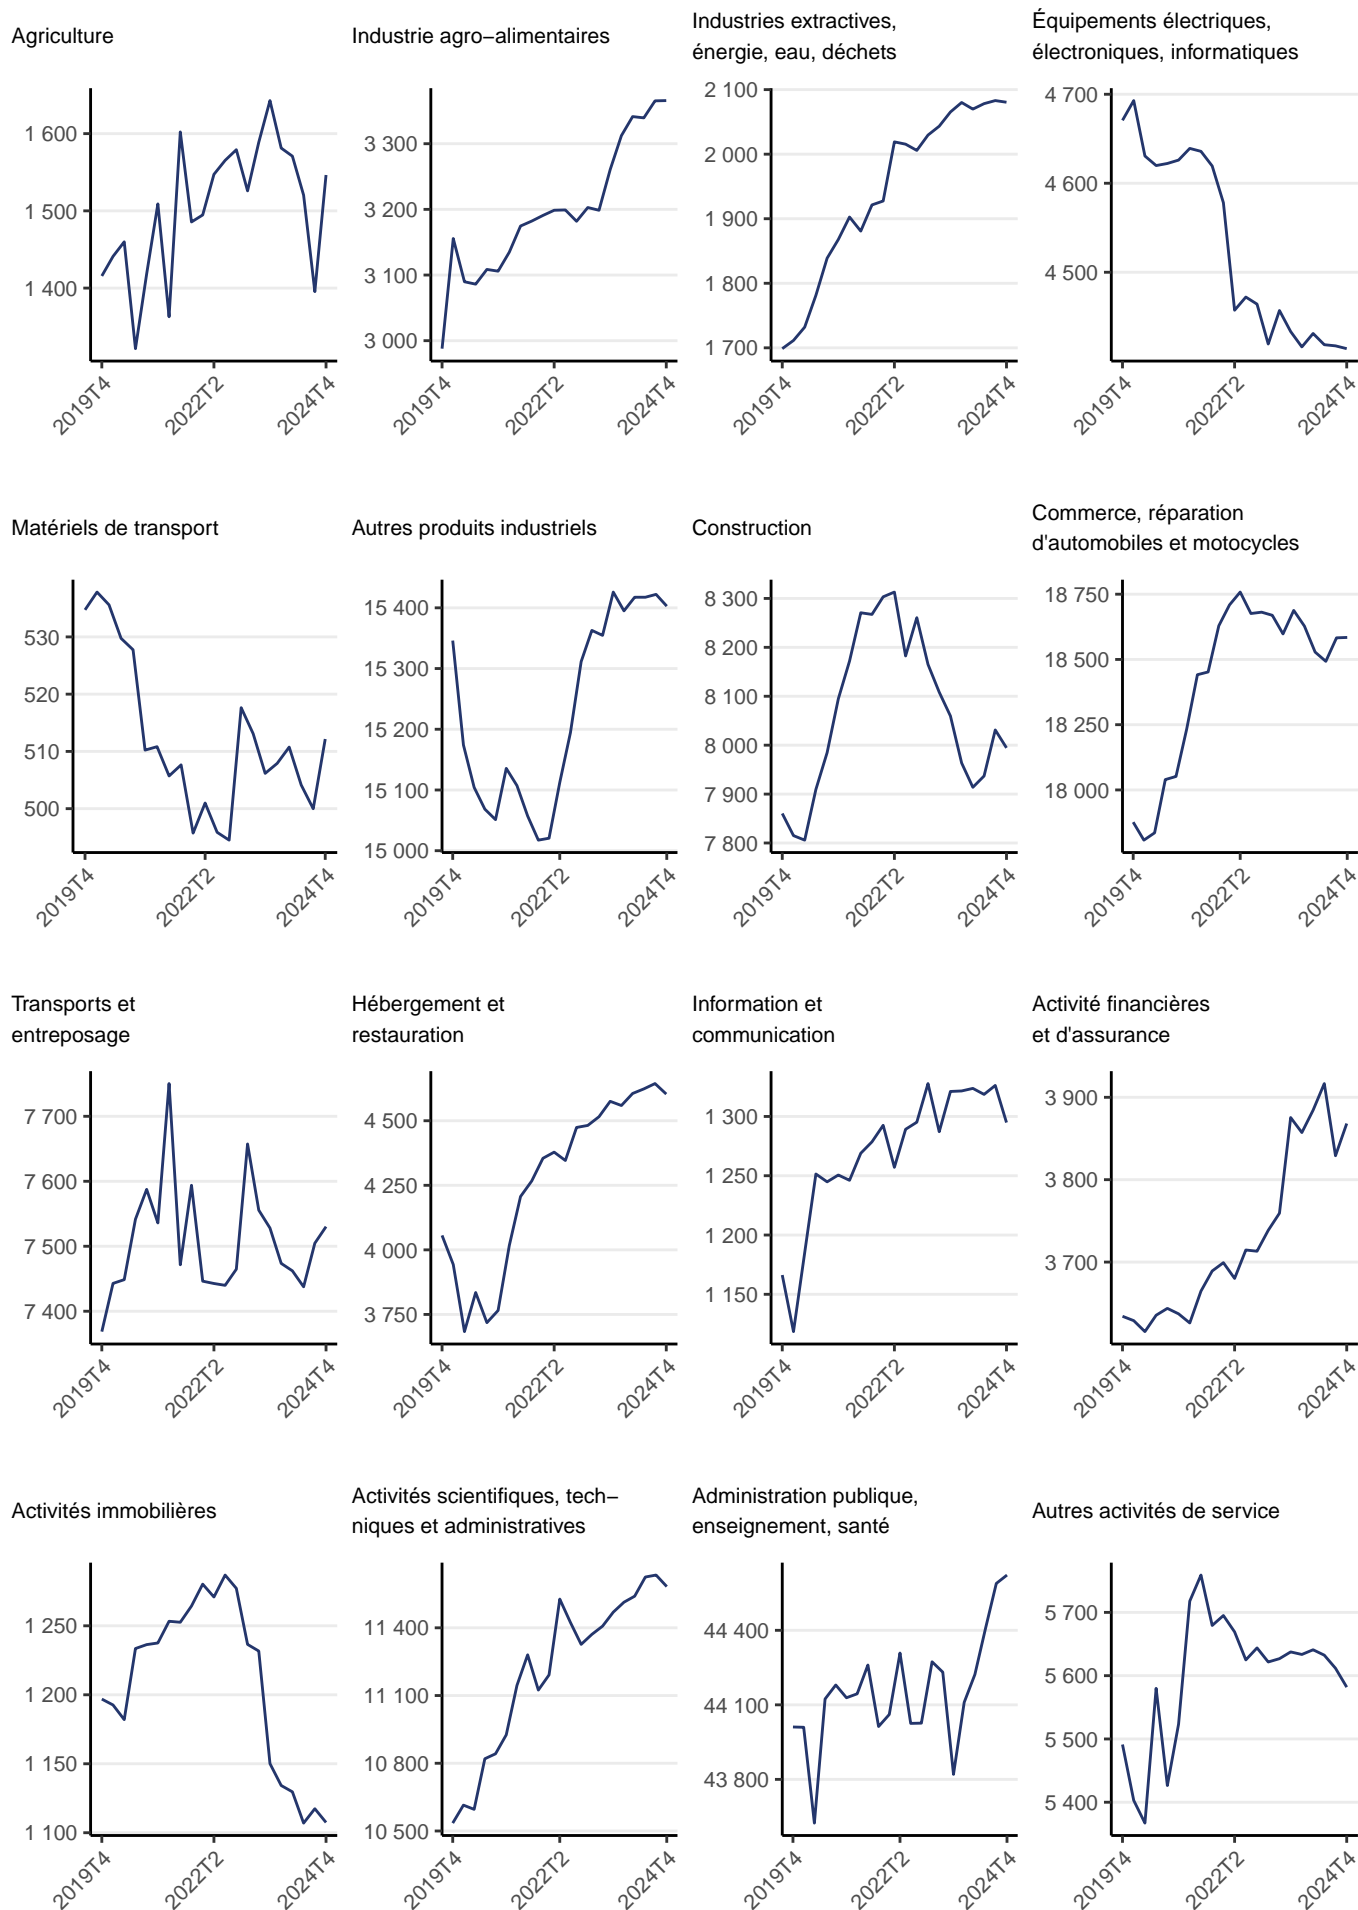 Agriculture
1 600
1 500
1 400
2019T4
2022T2
2024T4
Industrie agro−alimentaires
3 300
3 200
3 100
3 000
2019T4
2022T2
2024T4
Industries extractives,
énergie, eau, déchets
2 100
2 000
1 900
1 800
1 700
2019T4
2022T2
2024T4
Équipements électriques,
électroniques, informatiques
4 700
4 600
4 500
2019T4
2022T2
2024T4
Matériels de transport
530
520
510
500
2019T4
2022T2
2024T4
Autres produits industriels
15 400
15 300
15 200
15 100
15 000
2019T4
2022T2
2024T4
Construction
8 300
8 200
8 100
8 000
7 900
7 800
2019T4
2022T2
2024T4
Commerce, réparation
d'automobiles et motocycles
18 750
18 500
18 250
18 000
2019T4
2022T2
2024T4
Transports et
entreposage
7 700
7 600
7 500
7 400
2019T4
2022T2
2024T4
Hébergement et
restauration
4 500
4 250
4 000
3 750
2019T4
2022T2
2024T4
Information et
communication
1 300
1 250
1 200
1 150
2019T4
2022T2
2024T4
Activité financières
et d'assurance
3 900
3 800
3 700
2019T4
2022T2
2024T4
Activités immobilières
1 250
1 200
1 150
1 100
2019T4
2022T2
2024T4
Activités scientifiques, tech−
niques et administratives
11 400
11 100
10 800
10 500
2019T4
2022T2
2024T4
Administration publique,
enseignement, santé
44 400
44 100
43 800
2019T4
2022T2
2024T4
Autres activités de service
5 700
5 600
5 500
5 400
2019T4
2022T2
2024T4